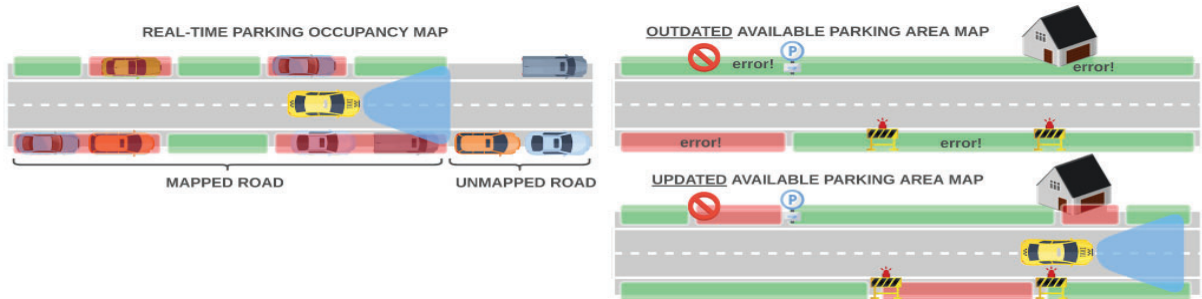 REAL-TIME PARKING OCCUPANCY MAP
MAPPED ROAD
UNMAPPED ROAD
OUTDATED AVAILABLE PARKING AREA MAP
P
error!
error!
error!
error!
UPDATED AVAILABLE PARKING AREA MAP
P